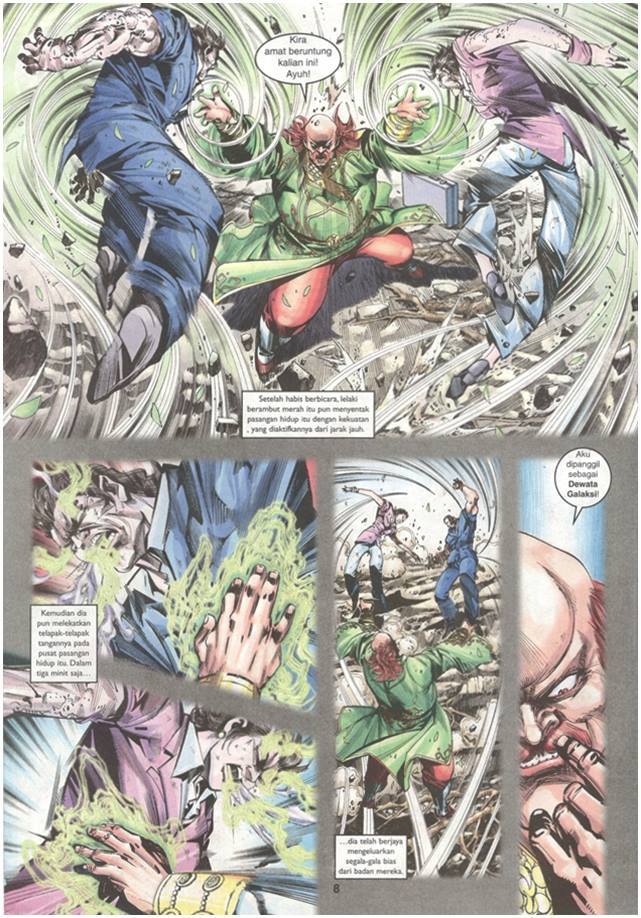 Kira
amat beruntung
kalian ini!
Ayuh!
Setelah habis berbicara, lelaki
berambut merah itu pun menyentak
pasangan hidup itu dengan kekuatan
, yang diaktifkannya dari jarak jauh.
Kemudian dia
pun melekatkan
telapak-telapak
tangannya pada
pusat pasangan
hidup itu. Dalam
tiga minit saja...
Aku
dipanggil
sebagai
Dewata
Galaksi!
...dia telah berjaya
mengeluarkan
segala-gala bias
dari badan mereka.
8